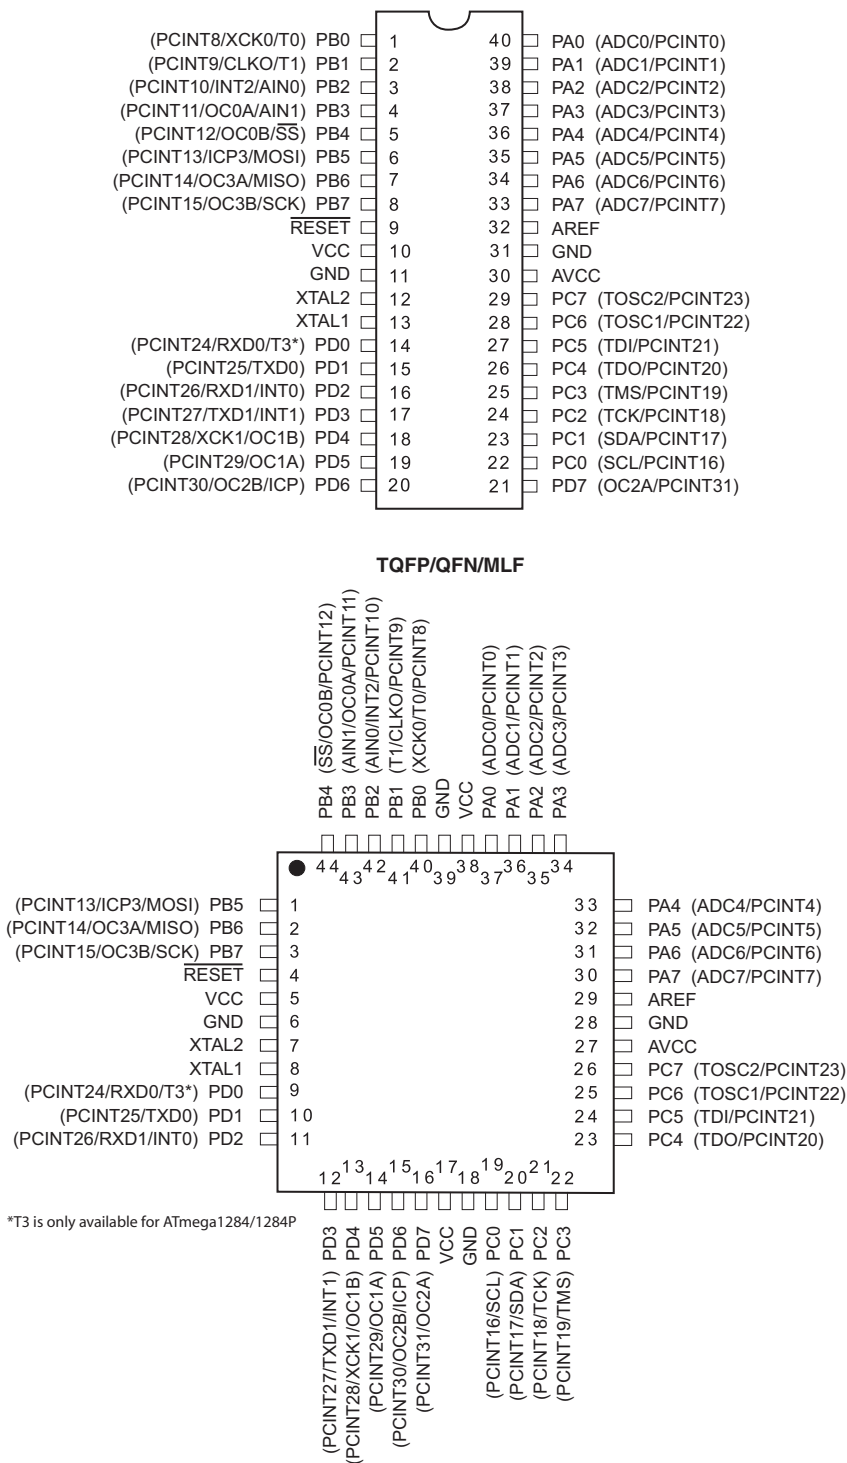 (PCINT8/XCK0/T0) PB0 1 40 PA0 (ADC0/PCINT0)
(PCINT9/CLKO/T1) PB1 2 39 PA1 (ADC1/PCINT1)
(PCINT10/INT2/AIN0) PB2 3 38 PA2 (ADC2/PCINT2)
(PCINT11/OC0A/AIN1) PB3 4 37 PA3 (ADC3/PCINT3)
(PCINT12/OC0B/SS) PB4 5 36 PA4 (ADC4/PCINT4)
(PCINT13/ICP3/MOSI) PB5 6 35 PA5 (ADC5/PCINT5)
(PCINT14/OC3A/MISO) PB6 7 34 PA6 (ADC6/PCINT6)
(PCINT15/OC3B/SCK) PB7 8 33 PA7 (ADC7/PCINT7)
RESET 9 32 AREF
VCC 10 31 GND
GND 11 30 AVCC
XTAL2 12 29 PC7 (TOSC2/PCINT23)
XTAL1 13 28 PC6 (TOSC1/PCINT22)
(PCINT24/RXD0/T3*) PD0 14 27 PC5 (TDI/PCINT21)
(PCINT25/TXD0) PD1 15 26 PC4 (TDO/PCINT20)
(PCINT26/RXD1/INT0) PD2 16 25 PC3 (TMS/PCINT19)
(PCINT27/TXD1/INT1) PD3 17 24 PC2 (TCK/PCINT18)
(PCINT28/XCK1/OC1B) PD4 18 23 PC1 (SDA/PCINT17)
(PCINT29/OC1A) PD5 19 22 PC0 (SCL/PCINT16)
(PCINT30/OC2B/ICP) PD6 20 21 PD7 (OC2A/PCINT31)
TQFP/QFN/MLF
PB4 (SS/OC0B/PCINT12)
PB3 (AIN1/OC0A/PCINT11)
PB2 (AIN0/INT2/PCINT10)
PB1 (T1/CLKO/PCINT9)
PB0 (XCK0/T0/PCINT8)
GND
VCC
PA0 (ADC0/PCINT0)
PA1 (ADC1/PCINT1)
PA2 (ADC2/PCINT2)
PA3 (ADC3/PCINT3)
44 43 42 41 40 39 38 37 36 35 34
(PCINT13/ICP3/MOSI) PB5 1 33 PA4 (ADC4/PCINT4)
(PCINT14/OC3A/MISO) PB6 2 32 PA5 (ADC5/PCINT5)
(PCINT15/OC3B/SCK) PB7 3 31 PA6 (ADC6/PCINT6)
RESET 4 30 PA7 (ADC7/PCINT7)
VCC 5 29 AREF
GND 6 28 GND
XTAL2 7 27 AVCC
XTAL1 8 26 PC7 (TOSC2/PCINT23)
(PCINT24/RXD0/T3*) PD0 9 25 PC6 (TOSC1/PCINT22)
(PCINT25/TXD0) PD1 10 24 PC5 (TDI/PCINT21)
(PCINT26/RXD1/INT0) PD2 11 23 PC4 (TDO/PCINT20)
12 13 14 15 16 17 18 19 20 21 22
*T3 is only available for ATmega1284/1284P
(PCINT27/TXD1/INT1) PD3
(PCINT28/XCK1/OC1B) PD4
(PCINT29/OC1A) PD5
(PCINT30/OC2B/ICP) PD6
(PCINT31/OC2A) PD7
VCC
GND
(PCINT16/SCL) PC0
(PCINT17/SDA) PC1
(PCINT18/TCK) PC2
(PCINT19/TMS) PC3